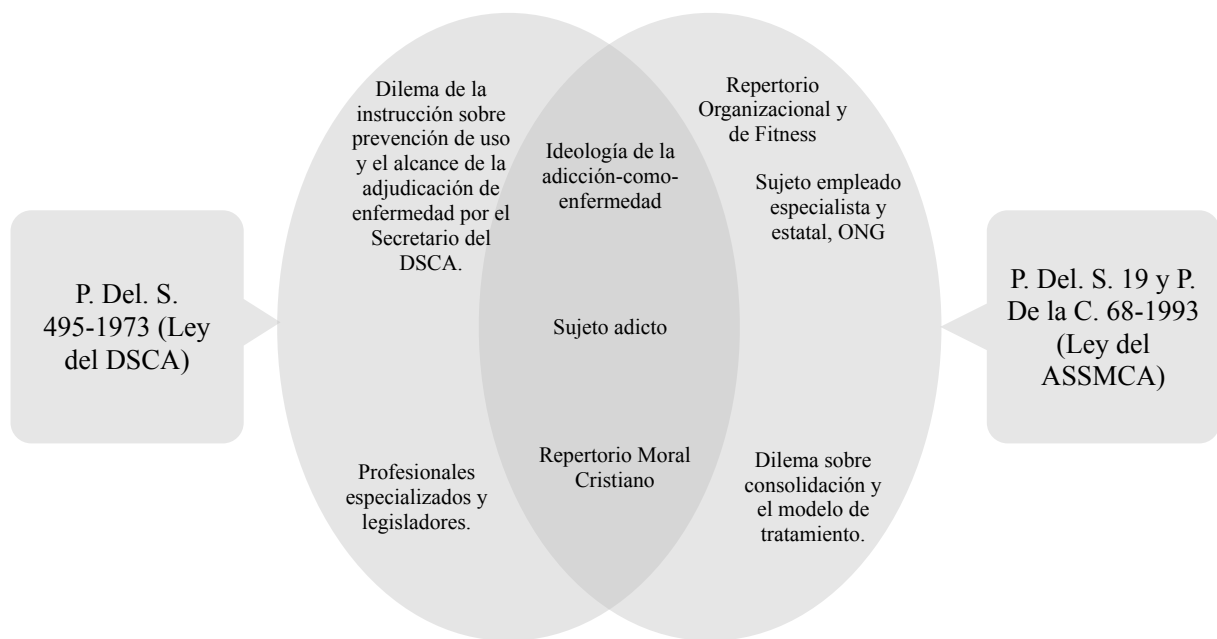 P. Del. S.
495-1973 (Ley
del DSCA)
Dilema de la
instrucción sobre
prevención de uso
y el alcance de la
adjudicación de
enfermedad por el
Secretario del
DSCA.
Profesionales
especializados y
legisladores.
Ideología de la
adicción-como-
enfermedad
Sujeto adicto
Repertorio Moral
Cristiano
Repertorio
Organizacional y
de Fitness
Sujeto empleado
especialista y
estatal, ONG
Dilema sobre
consolidación y
el modelo de
tratamiento.
P. Del. S. 19 y P.
De la C. 68-1993
(Ley del
ASSMCA)